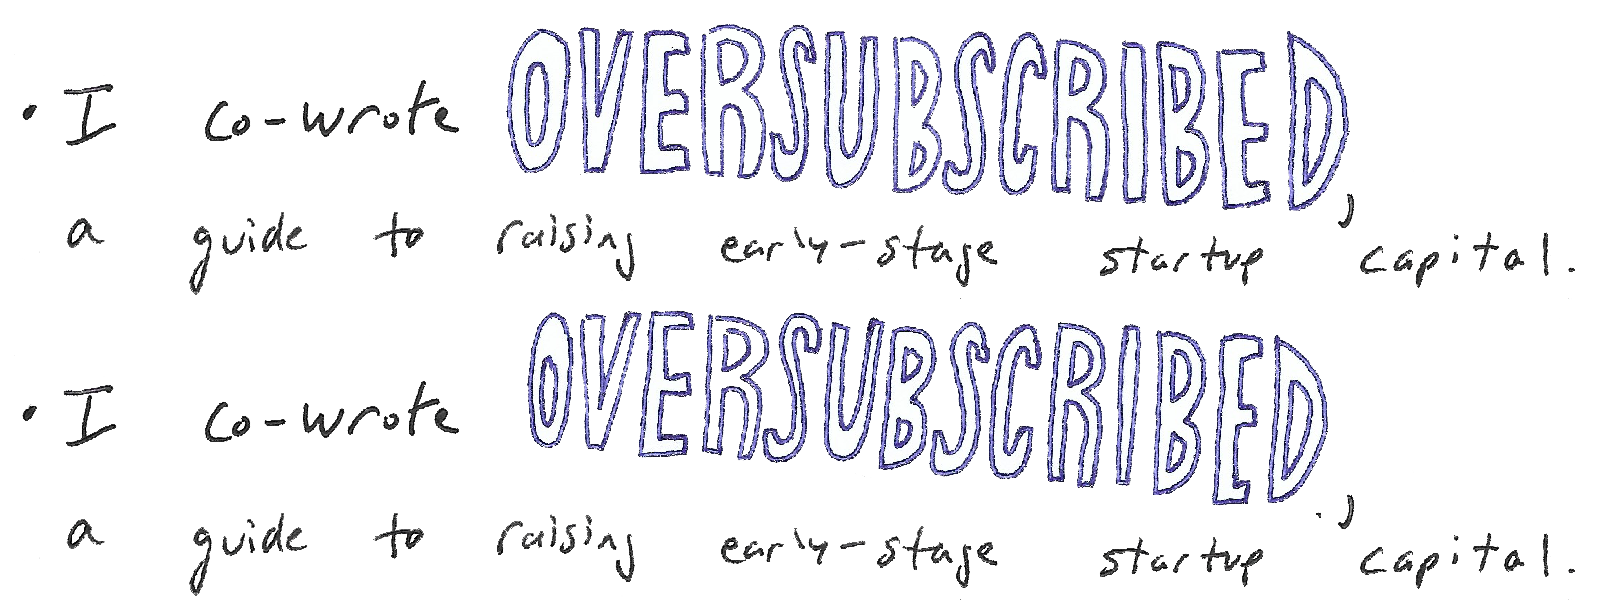 • I co-wrote OVERSUBSCRIBED,
a guide to raising early-stage startup capital.
• I co-wrote OVERSUBSCRIBED.,
a guide to raising early-stage startup capital.